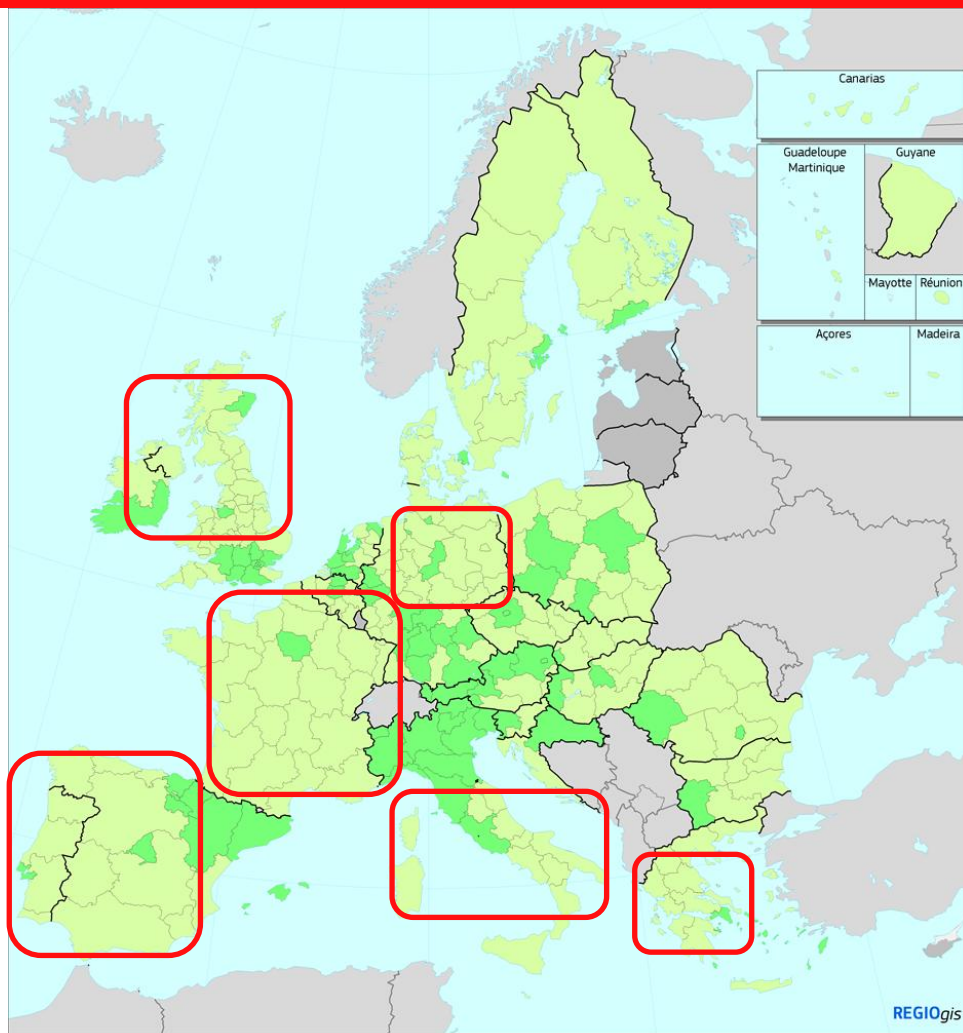 Canarias
Guadeloupe
Martinique
Guyane
Mayotte
Réunion
Açores
Madeira
REGIOgis